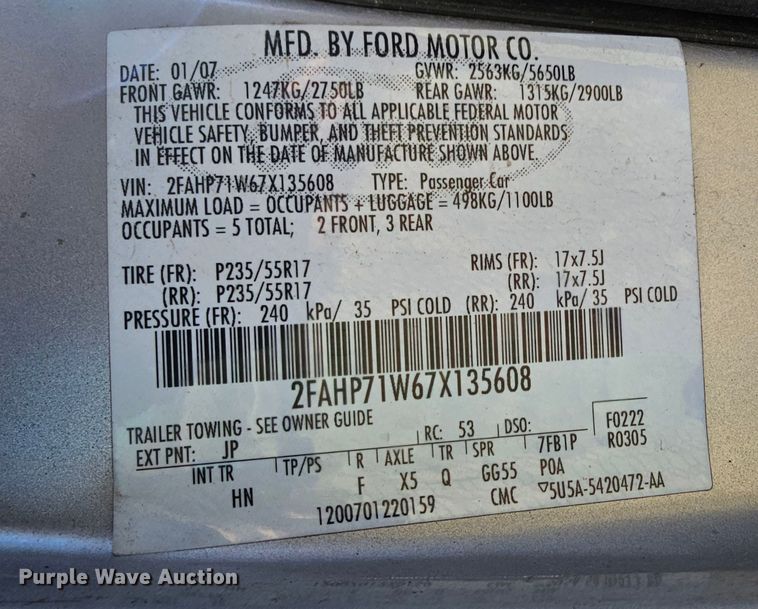 MFD. BY FORD MOTOR CO.
DATE: 01/07 GVWR: 2563KG/5650LB
FRONT GAWR: 1247KG/2750LB REAR GAWR: 1315KG/2900LB
THIS VEHICLE CONFORMS TO ALL APPLICABLE FEDERAL MOTOR
VEHICLE SAFETY, BUMPER, AND THEFT PREVENTION STANDARDS
IN EFFECT ON THE DATE OF MANUFACTURE SHOWN ABOVE.
VIN: 2FAHP71W67X135608 TYPE: Passenger Car
MAXIMUM LOAD = OCCUPANTS + LUGGAGE = 498KG/1100LB
OCCUPANTS = 5 TOTAL; 2 FRONT, 3 REAR
TIRE (FR): P235/55R17 RIMS (FR): 17x7.5J
(RR): P235/55R17 (RR): 17x7.5J
PRESSURE (FR): 240 kPa/ 35 PSI COLD (RR): 240 kPa/ 35 PSI COLD
2FAHP71W67X135608
TRAILER TOWING - SEE OWNER GUIDE
EXT PNT: JP RC: 53 DSO: F0222
INT TR TP/PS R AXLE TR SPR 7FB1P R0305
HN F X5 Q GG55 POA
1200701220159 CMC ▽5U5A-5420472-AA
Purple Wave Auction